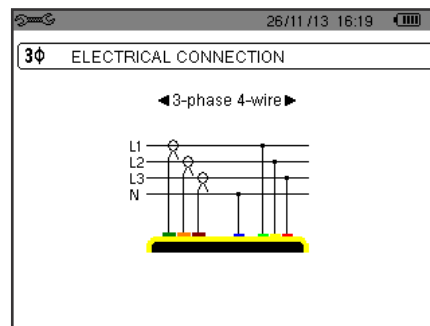 26/11/13 16:19
3ϕ ELECTRICAL CONNECTION
◄3-phase 4-wire►
L1
L2
L3
N